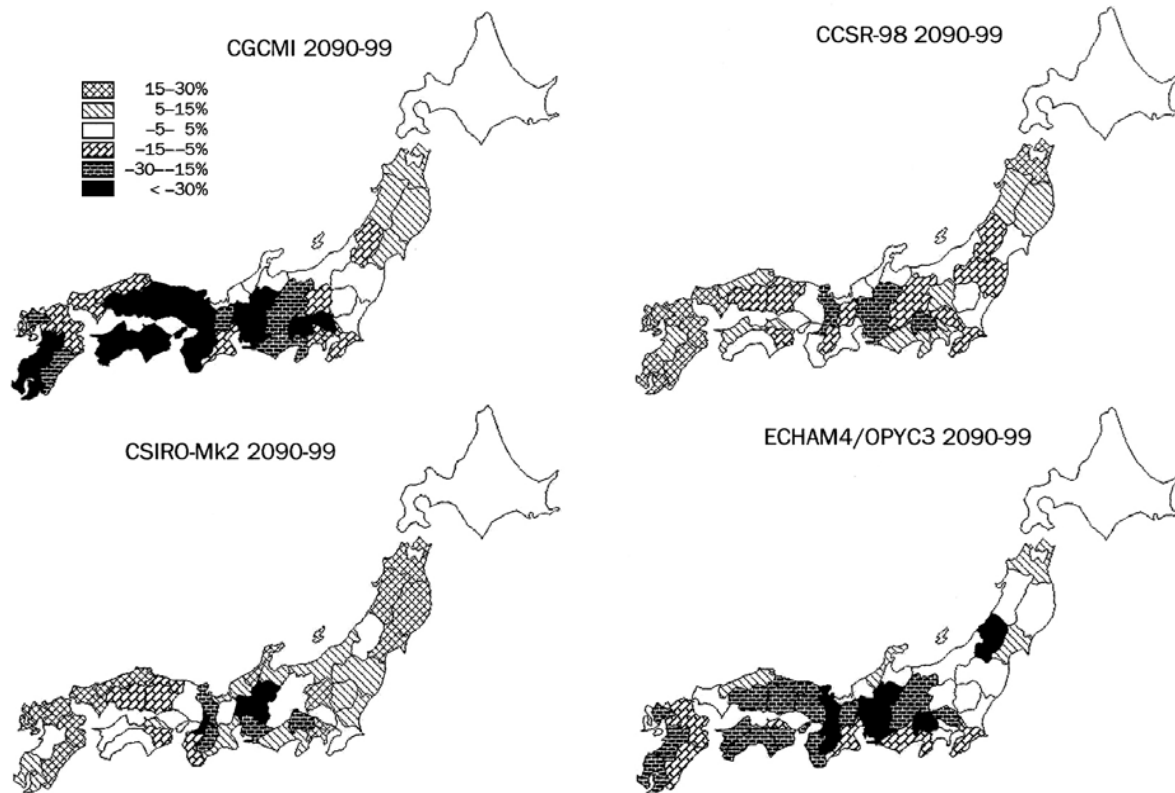 CGCMI 2090-99
CCSR-98 2090-99
15–30%
5–15%
–5– 5%
–15––5%
–30––15%
< –30%
CSIRO-Mk2 2090-99
ECHAM4/OPYC3 2090-99